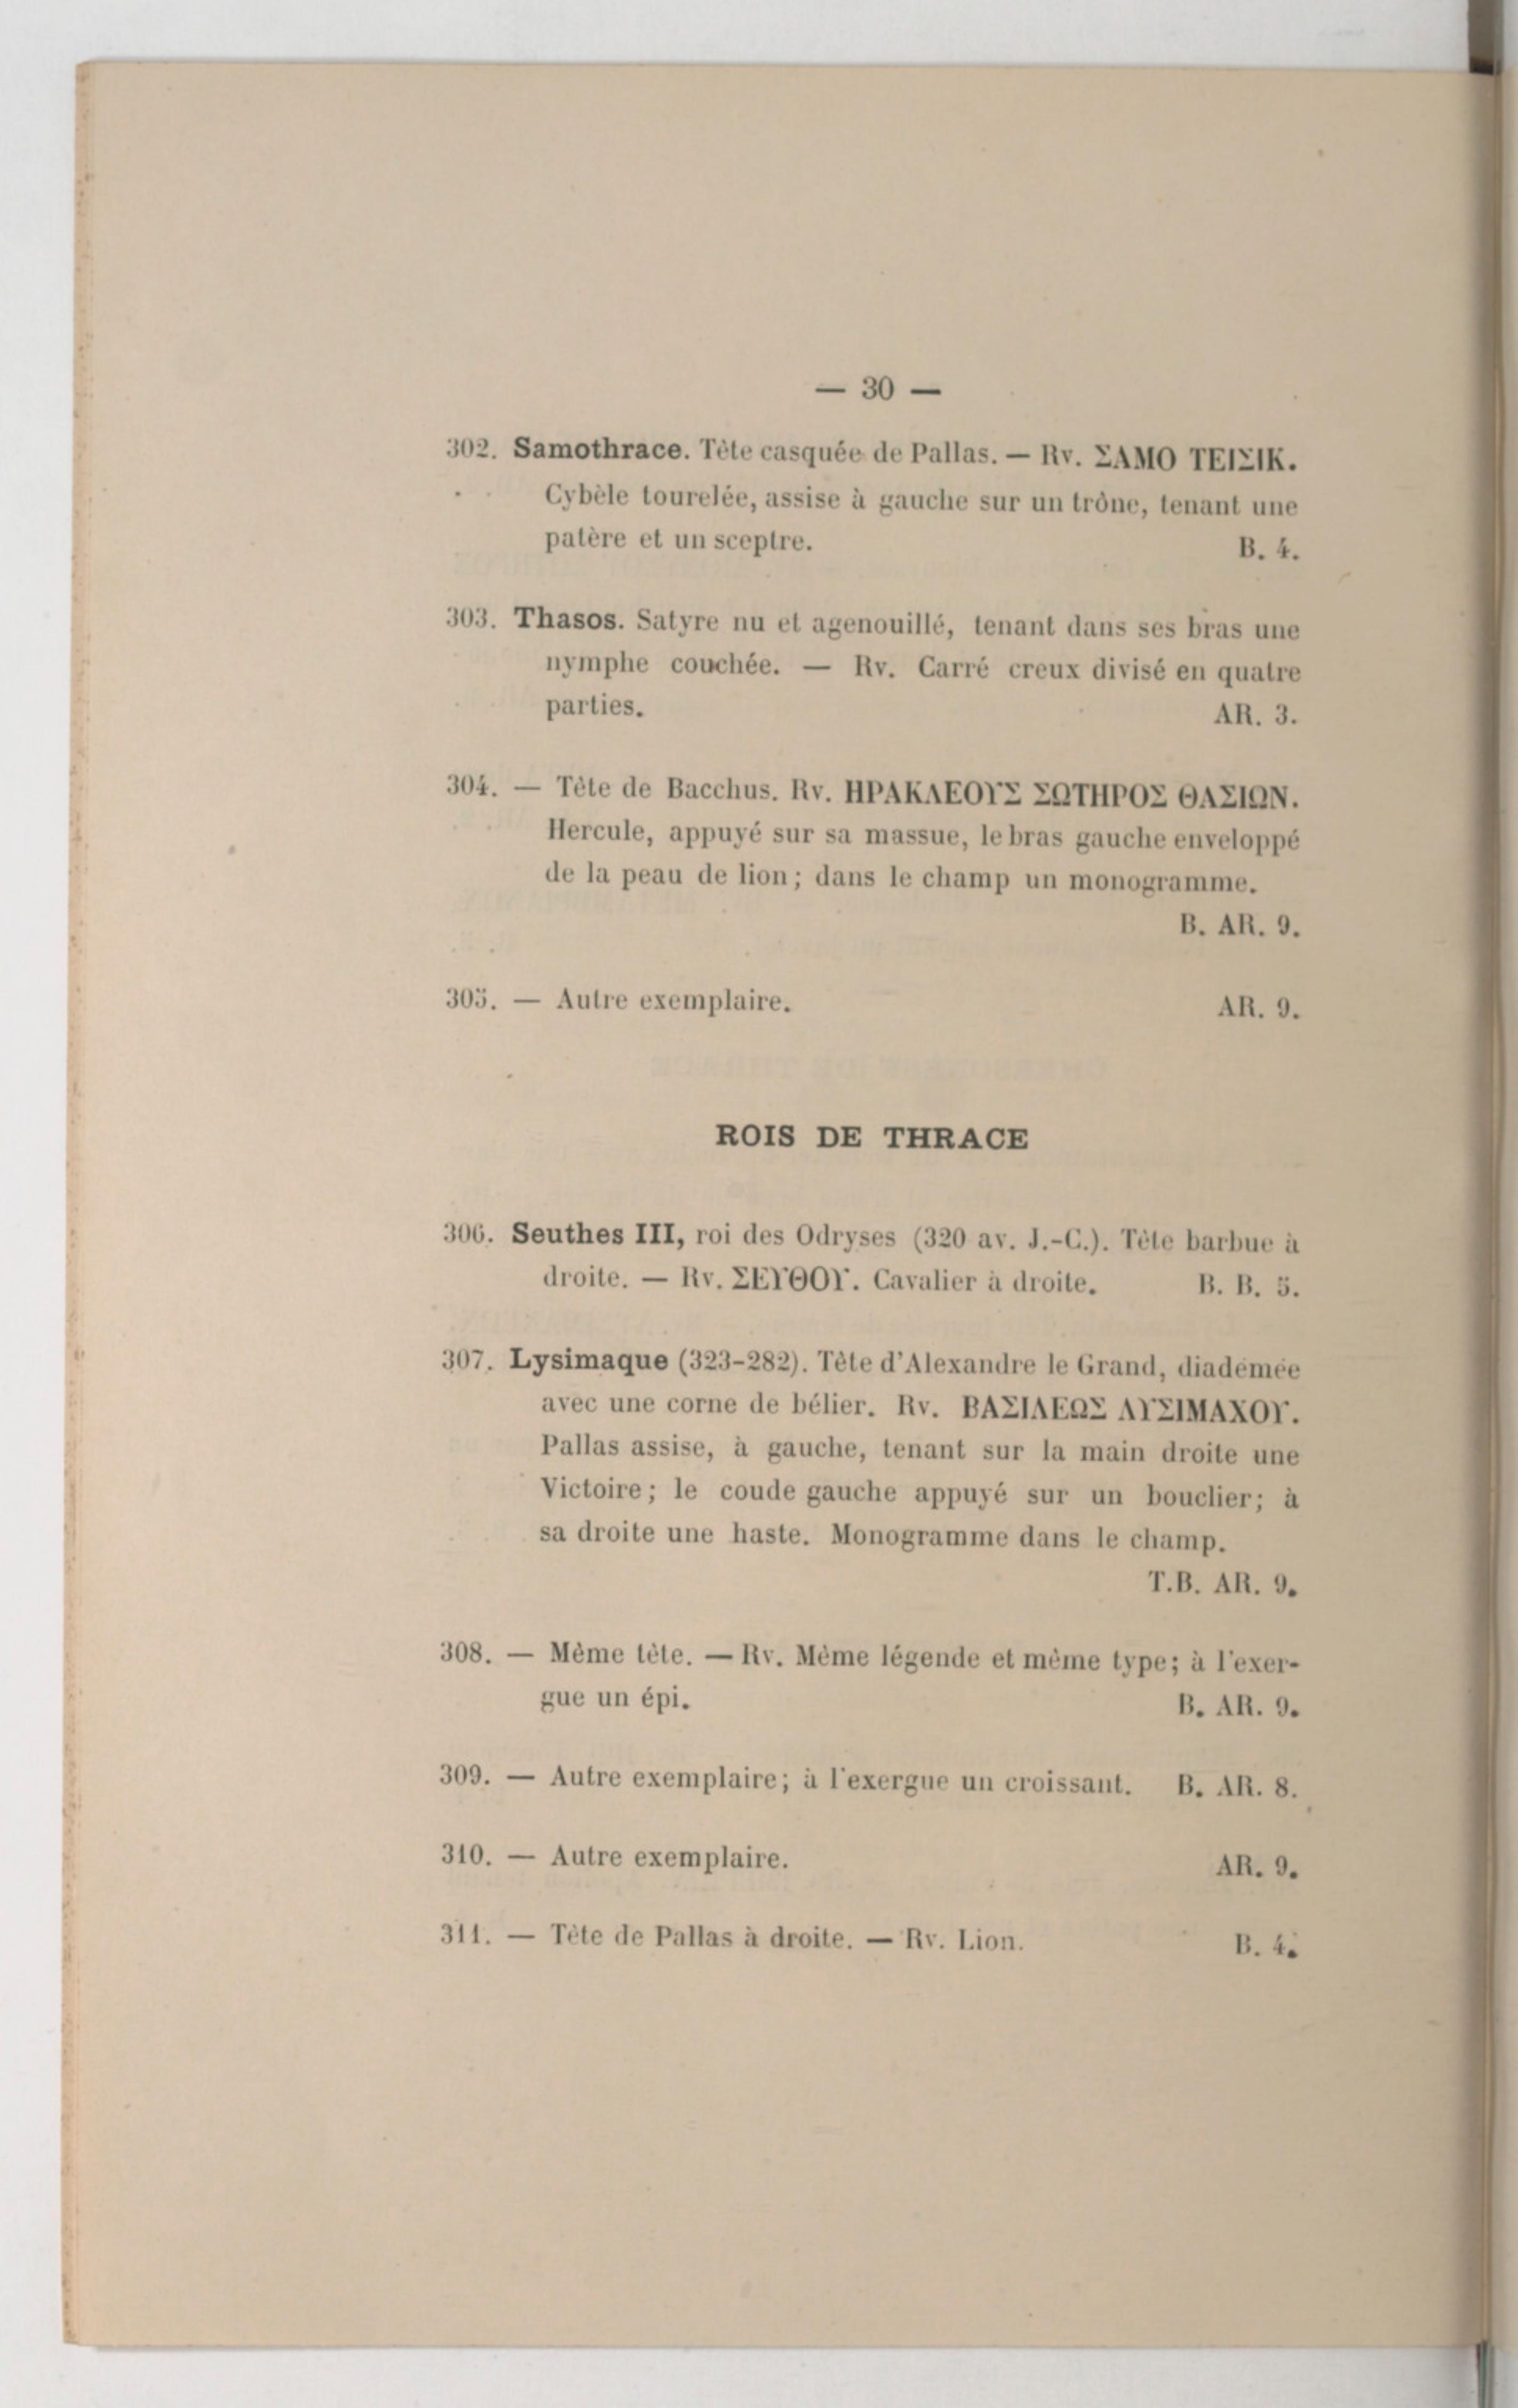 — 30 —
302. Samothrace. Tête casquée de Pallas. — Rv. ΣΑΜΟ ΤΕΙΣΙΚ.
Cybèle tourelée, assise à gauche sur un trône, tenant une
patère et un sceptre. B. 4.
303. Thasos. Satyre nu et agenouillé, tenant dans ses bras une
nymphe couchée. — Rv. Carré creux divisé en quatre
parties. AR. 3.
304. — Tête de Bacchus. Rv. ΗΡΑΚΛΕΟΥΣ ΣΩΤΗΡΟΣ ΘΑΣΙΩΝ.
Hercule, appuyé sur sa massue, le bras gauche enveloppé
de la peau de lion; dans le champ un monogramme.
B. AR. 9.
305. — Autre exemplaire. AR. 9.
ROIS DE THRACE
306. Seuthes III, roi des Odryses (320 av. J.-C.). Tête barbue à
droite. — Rv. ΣΕΥΘΟΥ. Cavalier à droite. B. B. 5.
307. Lysimaque (323-282). Tête d'Alexandre le Grand, diadémée
avec une corne de bélier. Rv. ΒΑΣΙΛΕΩΣ ΛΥΣΙΜΑΧΟΥ.
Pallas assise, à gauche, tenant sur la main droite une
Victoire; le coude gauche appuyé sur un bouclier; à
sa droite une haste. Monogramme dans le champ.
T.B. AR. 9.
308. — Même tête. — Rv. Même légende et même type; à l'exer-
gue un épi. B. AR. 9.
309. — Autre exemplaire; à l'exergue un croissant. B. AR. 8.
310. — Autre exemplaire. AR. 9.
311. — Tête de Pallas à droite. — Rv. Lion. B. 4.